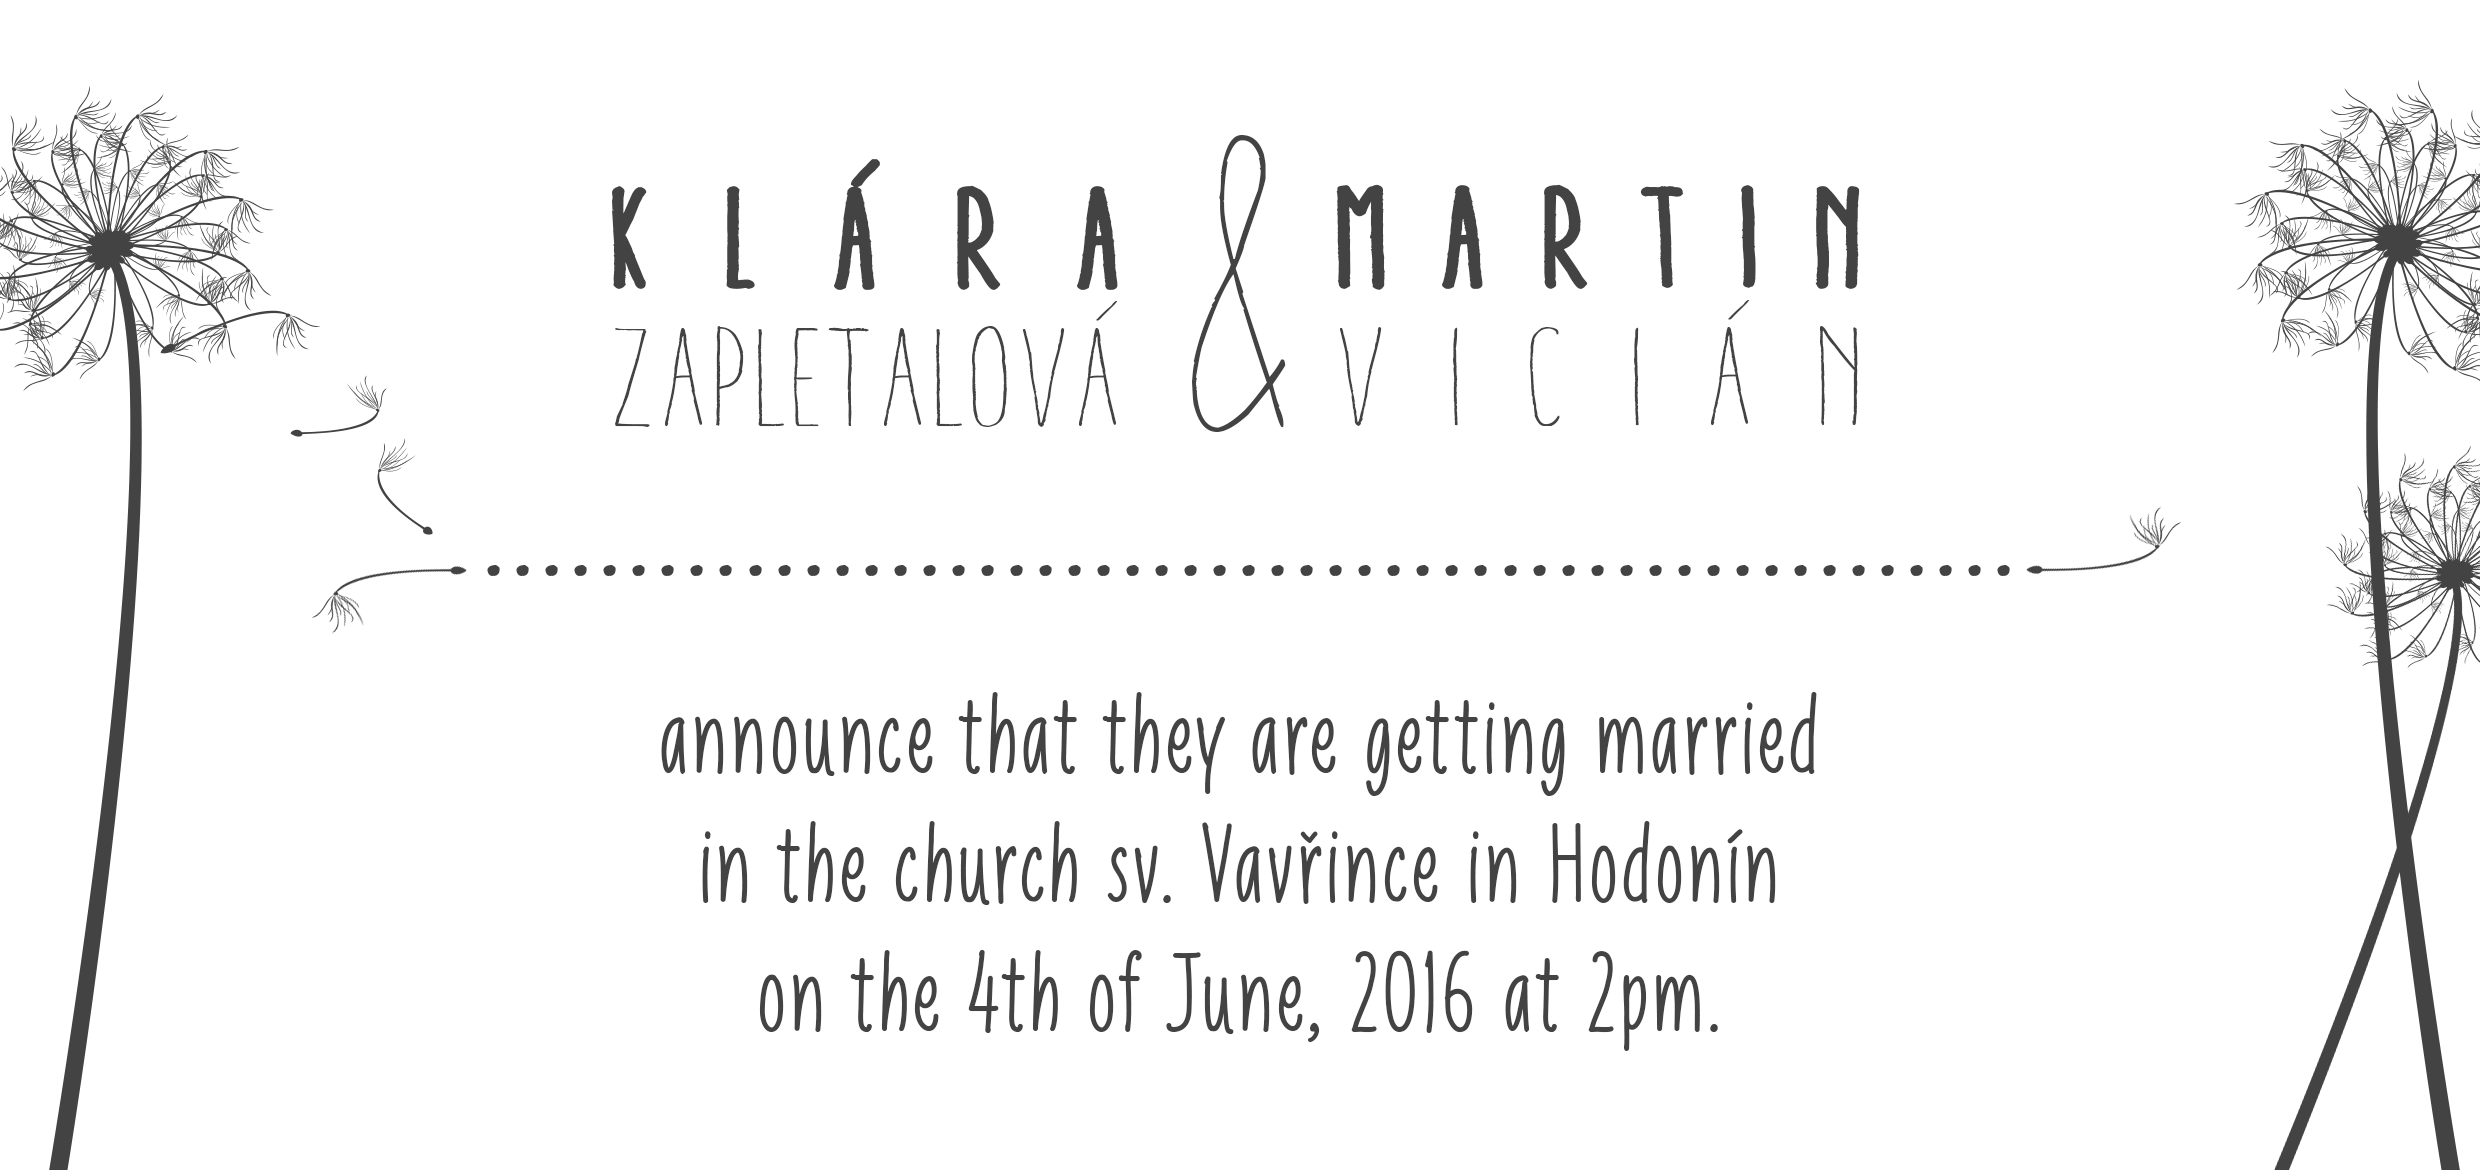 KLÁRA & MARTIN
ZAPLETALOVÁ VICIÁN
announce that they are getting married
in the church sv. Vavřince in Hodonín
on the 4th of June, 2016 at 2pm.